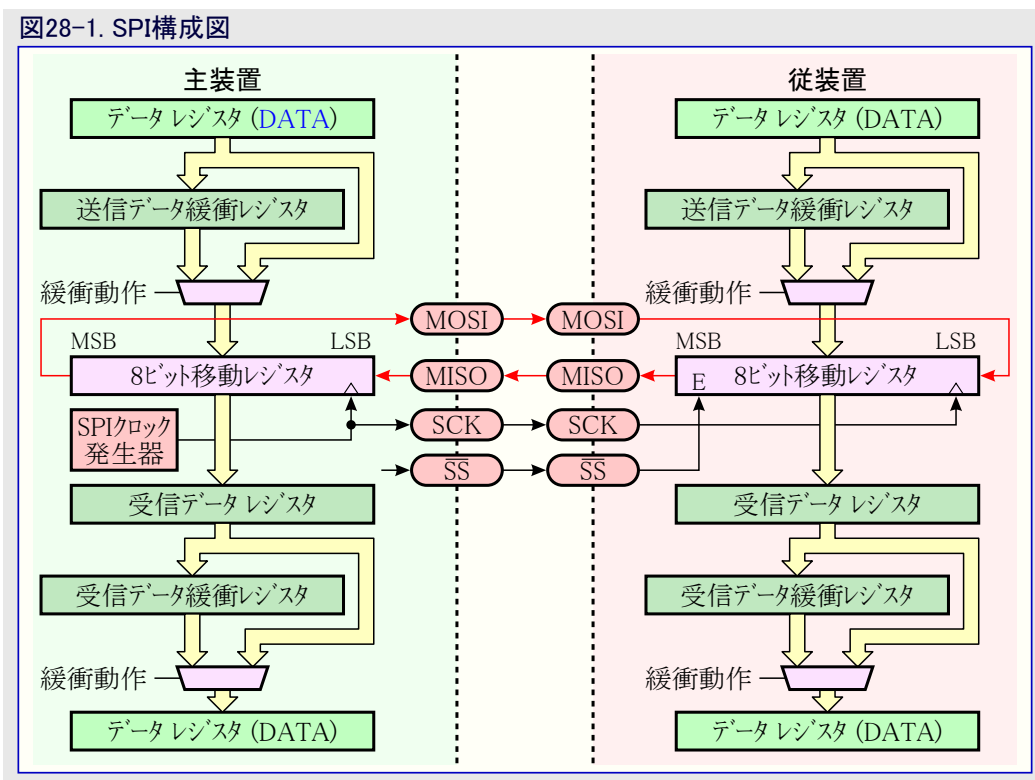 図28-1. SPI構成図
主装置
従装置
データ レジスタ (DATA)
データ レジスタ (DATA)
送信データ緩衝レジスタ
送信データ緩衝レジスタ
緩衝動作
緩衝動作
MOSI
MOSI
MSB
LSB
MSB
LSB
8ビット移動レジスタ
MISO
MISO
E
8ビット移動レジスタ
SPIクロック
発生器
SCK
SCK
SS
SS
受信データ レジスタ
受信データ レジスタ
受信データ緩衝レジスタ
受信データ緩衝レジスタ
緩衝動作
緩衝動作
データ レジスタ (DATA)
データ レジスタ (DATA)